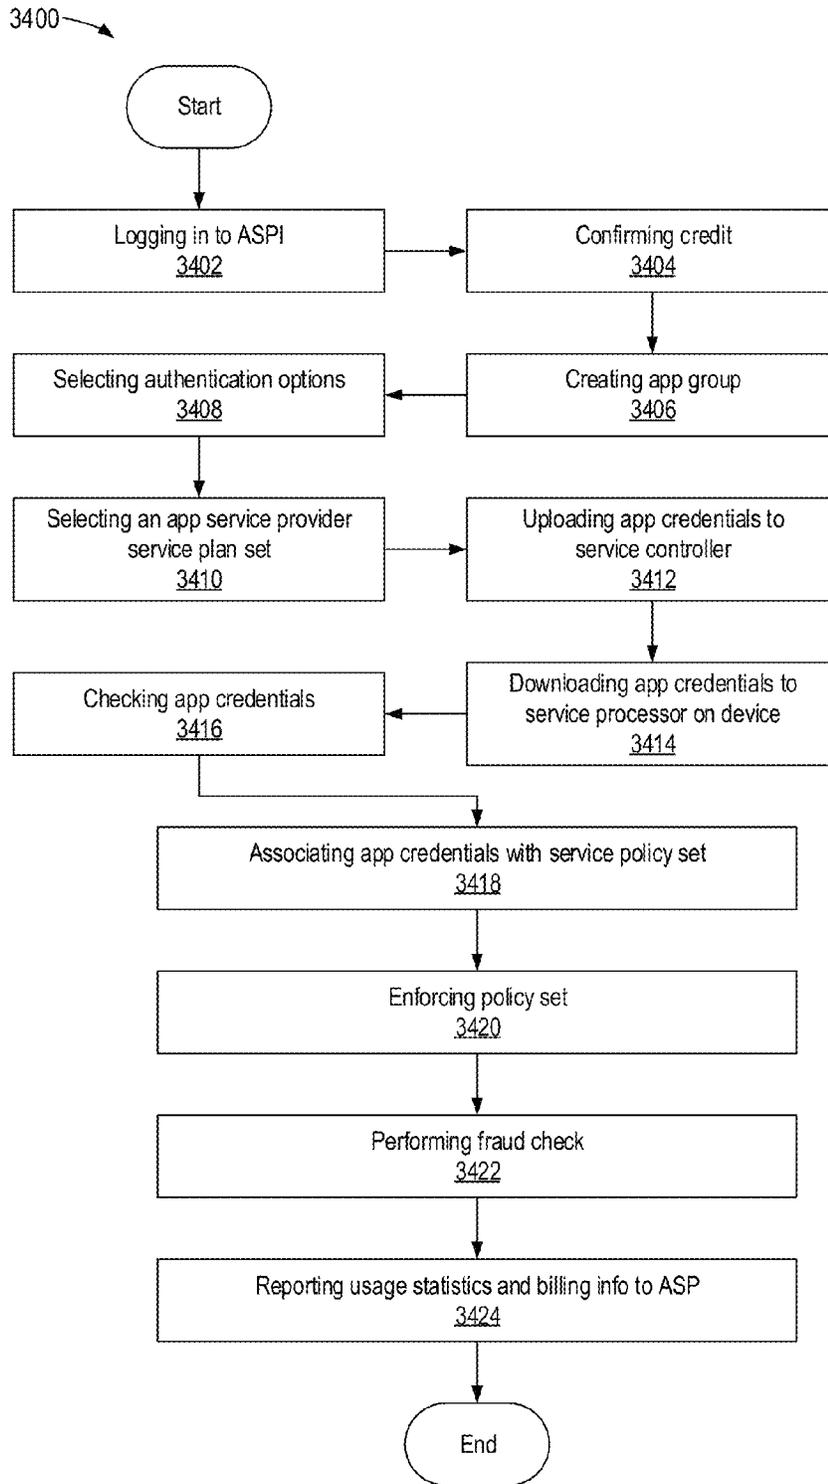 3400
Start
Logging in to ASPI
3402
Confirming credit
3404
Creating app group
3406
Selecting authentication options
3408
Selecting an app service provider
service plan set
3410
Uploading app credentials to
service controller
3412
Downloading app credentials to
service processor on device
3414
Checking app credentials
3416
Associating app credentials with service policy set
3418
Enforcing policy set
3420
Performing fraud check
3422
Reporting usage statistics and billing info to ASP
3424
End